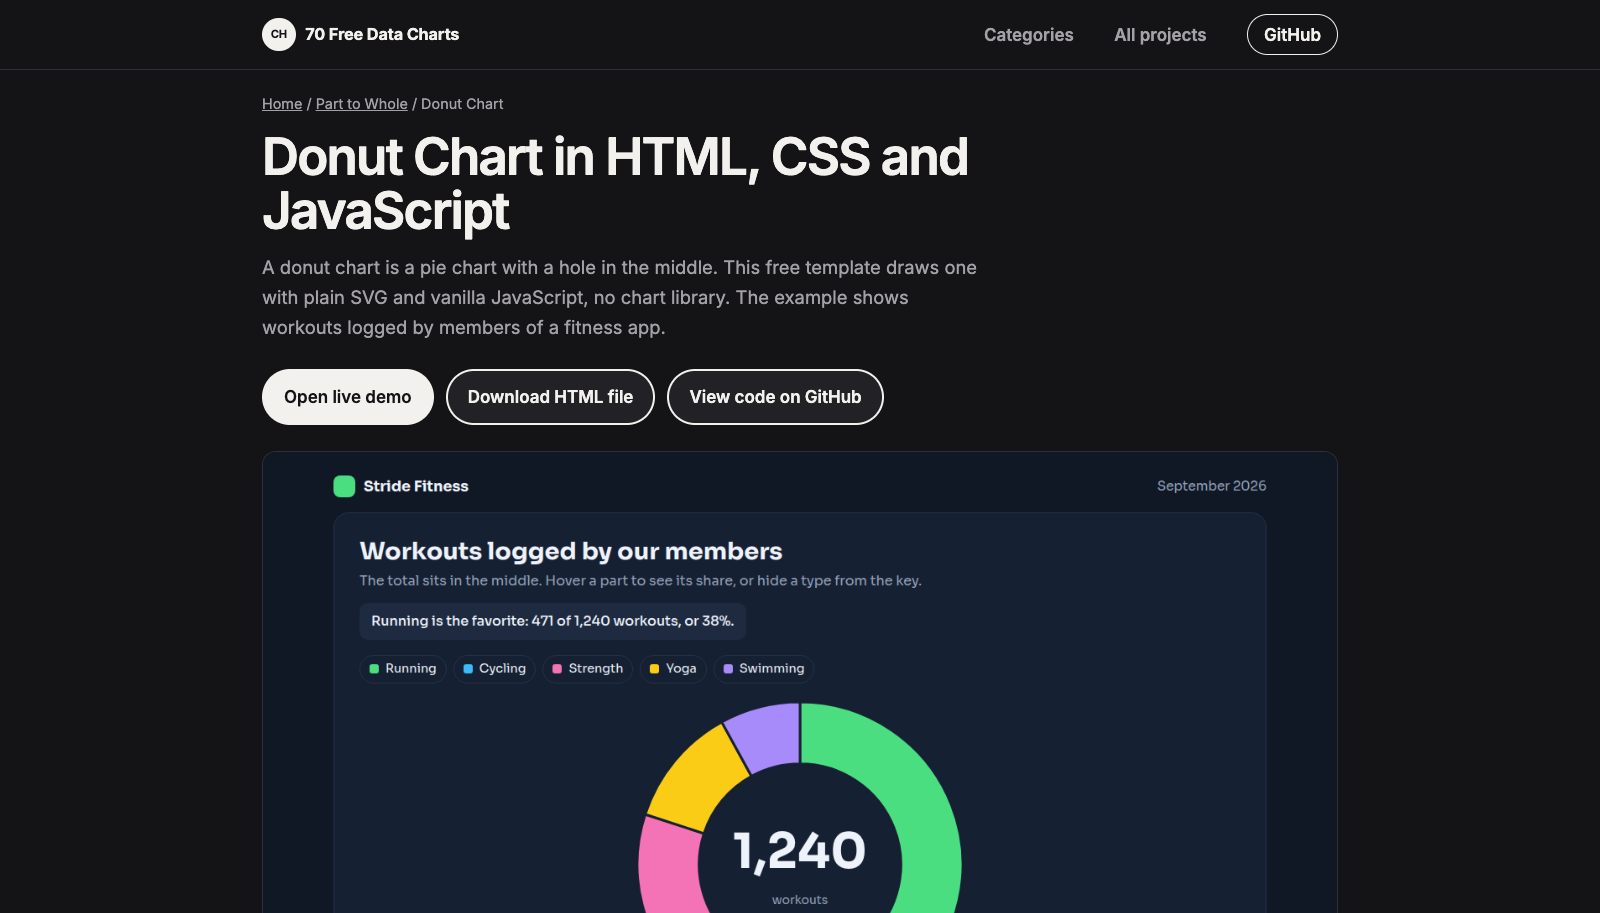 CH 70 Free Data Charts
Categories All projects GitHub
Home / Part to Whole / Donut Chart
Donut Chart in HTML, CSS and
JavaScript
A donut chart is a pie chart with a hole in the middle. This free template draws one
with plain SVG and vanilla JavaScript, no chart library. The example shows
workouts logged by members of a fitness app.
Open live demo Download HTML file View code on GitHub
Stride Fitness September 2026
Workouts logged by our members
The total sits in the middle. Hover a part to see its share, or hide a type from the key.
Running is the favorite: 471 of 1,240 workouts, or 38%.
Running Cycling Strength Yoga Swimming
1,240
workouts